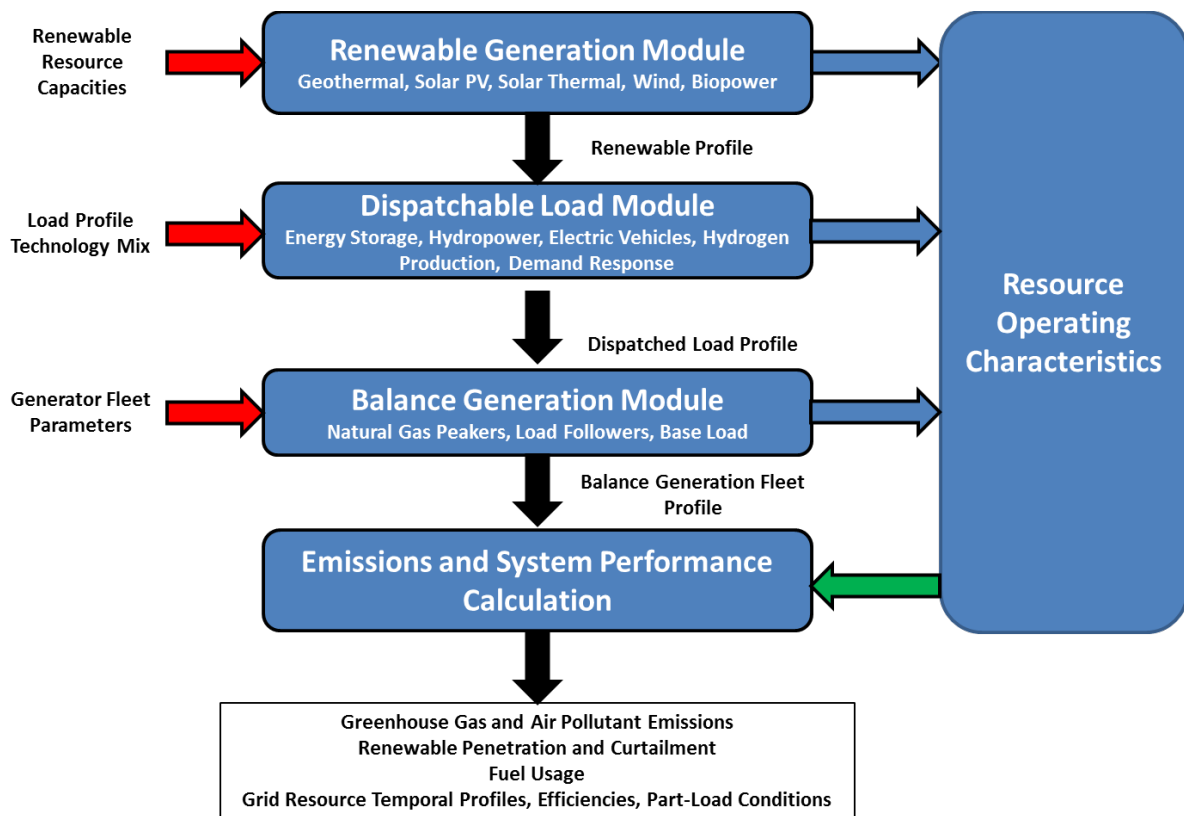 Renewable
Resource
Capacities
Renewable Generation Module
Geothermal, Solar PV, Solar Thermal, Wind, Biopower
Renewable Profile
Load Profile
Technology Mix
Dispatchable Load Module
Energy Storage, Hydropower, Electric Vehicles, Hydrogen
Production, Demand Response
Resource
Operating
Characteristics
Dispatched Load Profile
Generator Fleet
Parameters
Balance Generation Module
Natural Gas Peakers, Load Followers, Base Load
Balance Generation Fleet
Profile
Emissions and System Performance
Calculation
Greenhouse Gas and Air Pollutant Emissions
Renewable Penetration and Curtailment
Fuel Usage
Grid Resource Temporal Profiles, Efficiencies, Part-Load Conditions